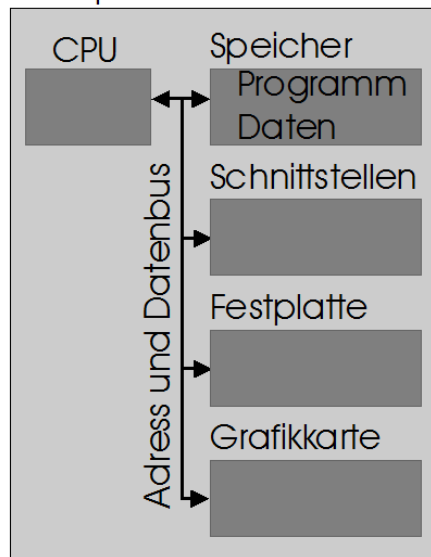 CPU
Speicher
Programm
Daten
Schnittstellen
Festplatte
Grafikkarte
Adress und Datenbus